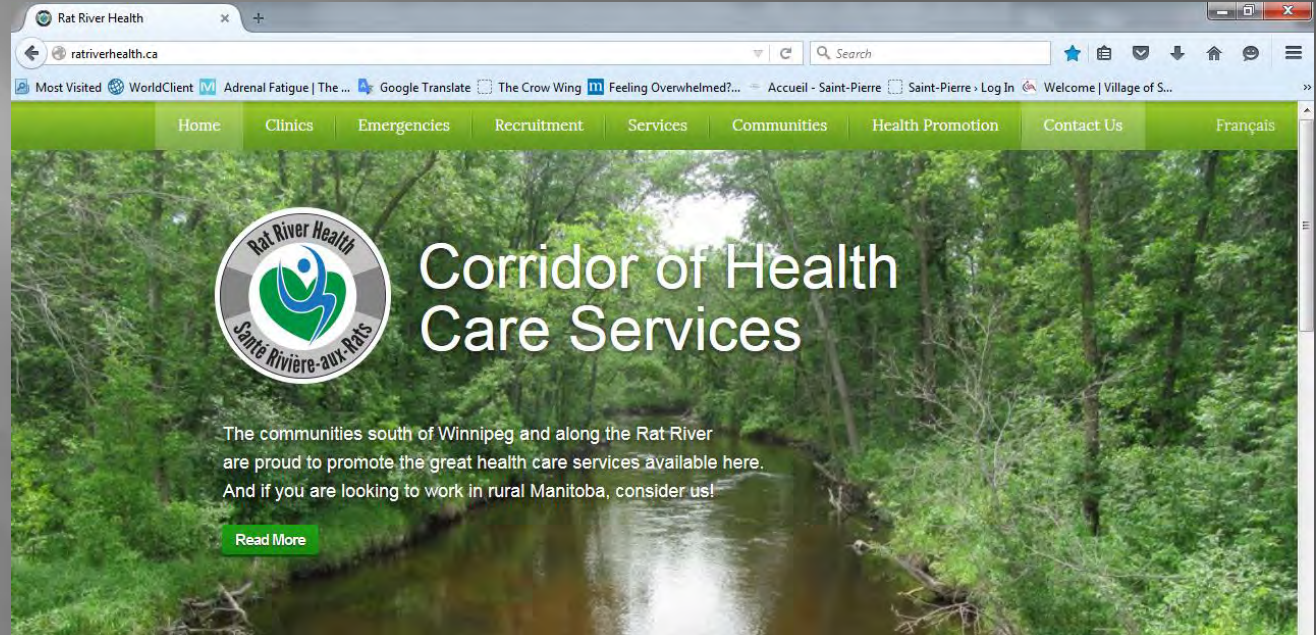 Rat River Health
ratriverhealth.ca
Search
Most Visited WorldClient Adrenal Fatigue | The ... Google Translate The Crow Wing Feeling Overwhelmed?... Accueil - Saint-Pierre Saint-Pierre › Log In Welcome | Village of S...
Home Clinics Emergencies Recruitment Services Communities Health Promotion Contact Us Français
Rat River Health
Santé Rivière-aux-Rats
Corridor of Health
Care Services
The communities south of Winnipeg and along the Rat River
are proud to promote the great health care services available here.
And if you are looking to work in rural Manitoba, consider us!
Read More